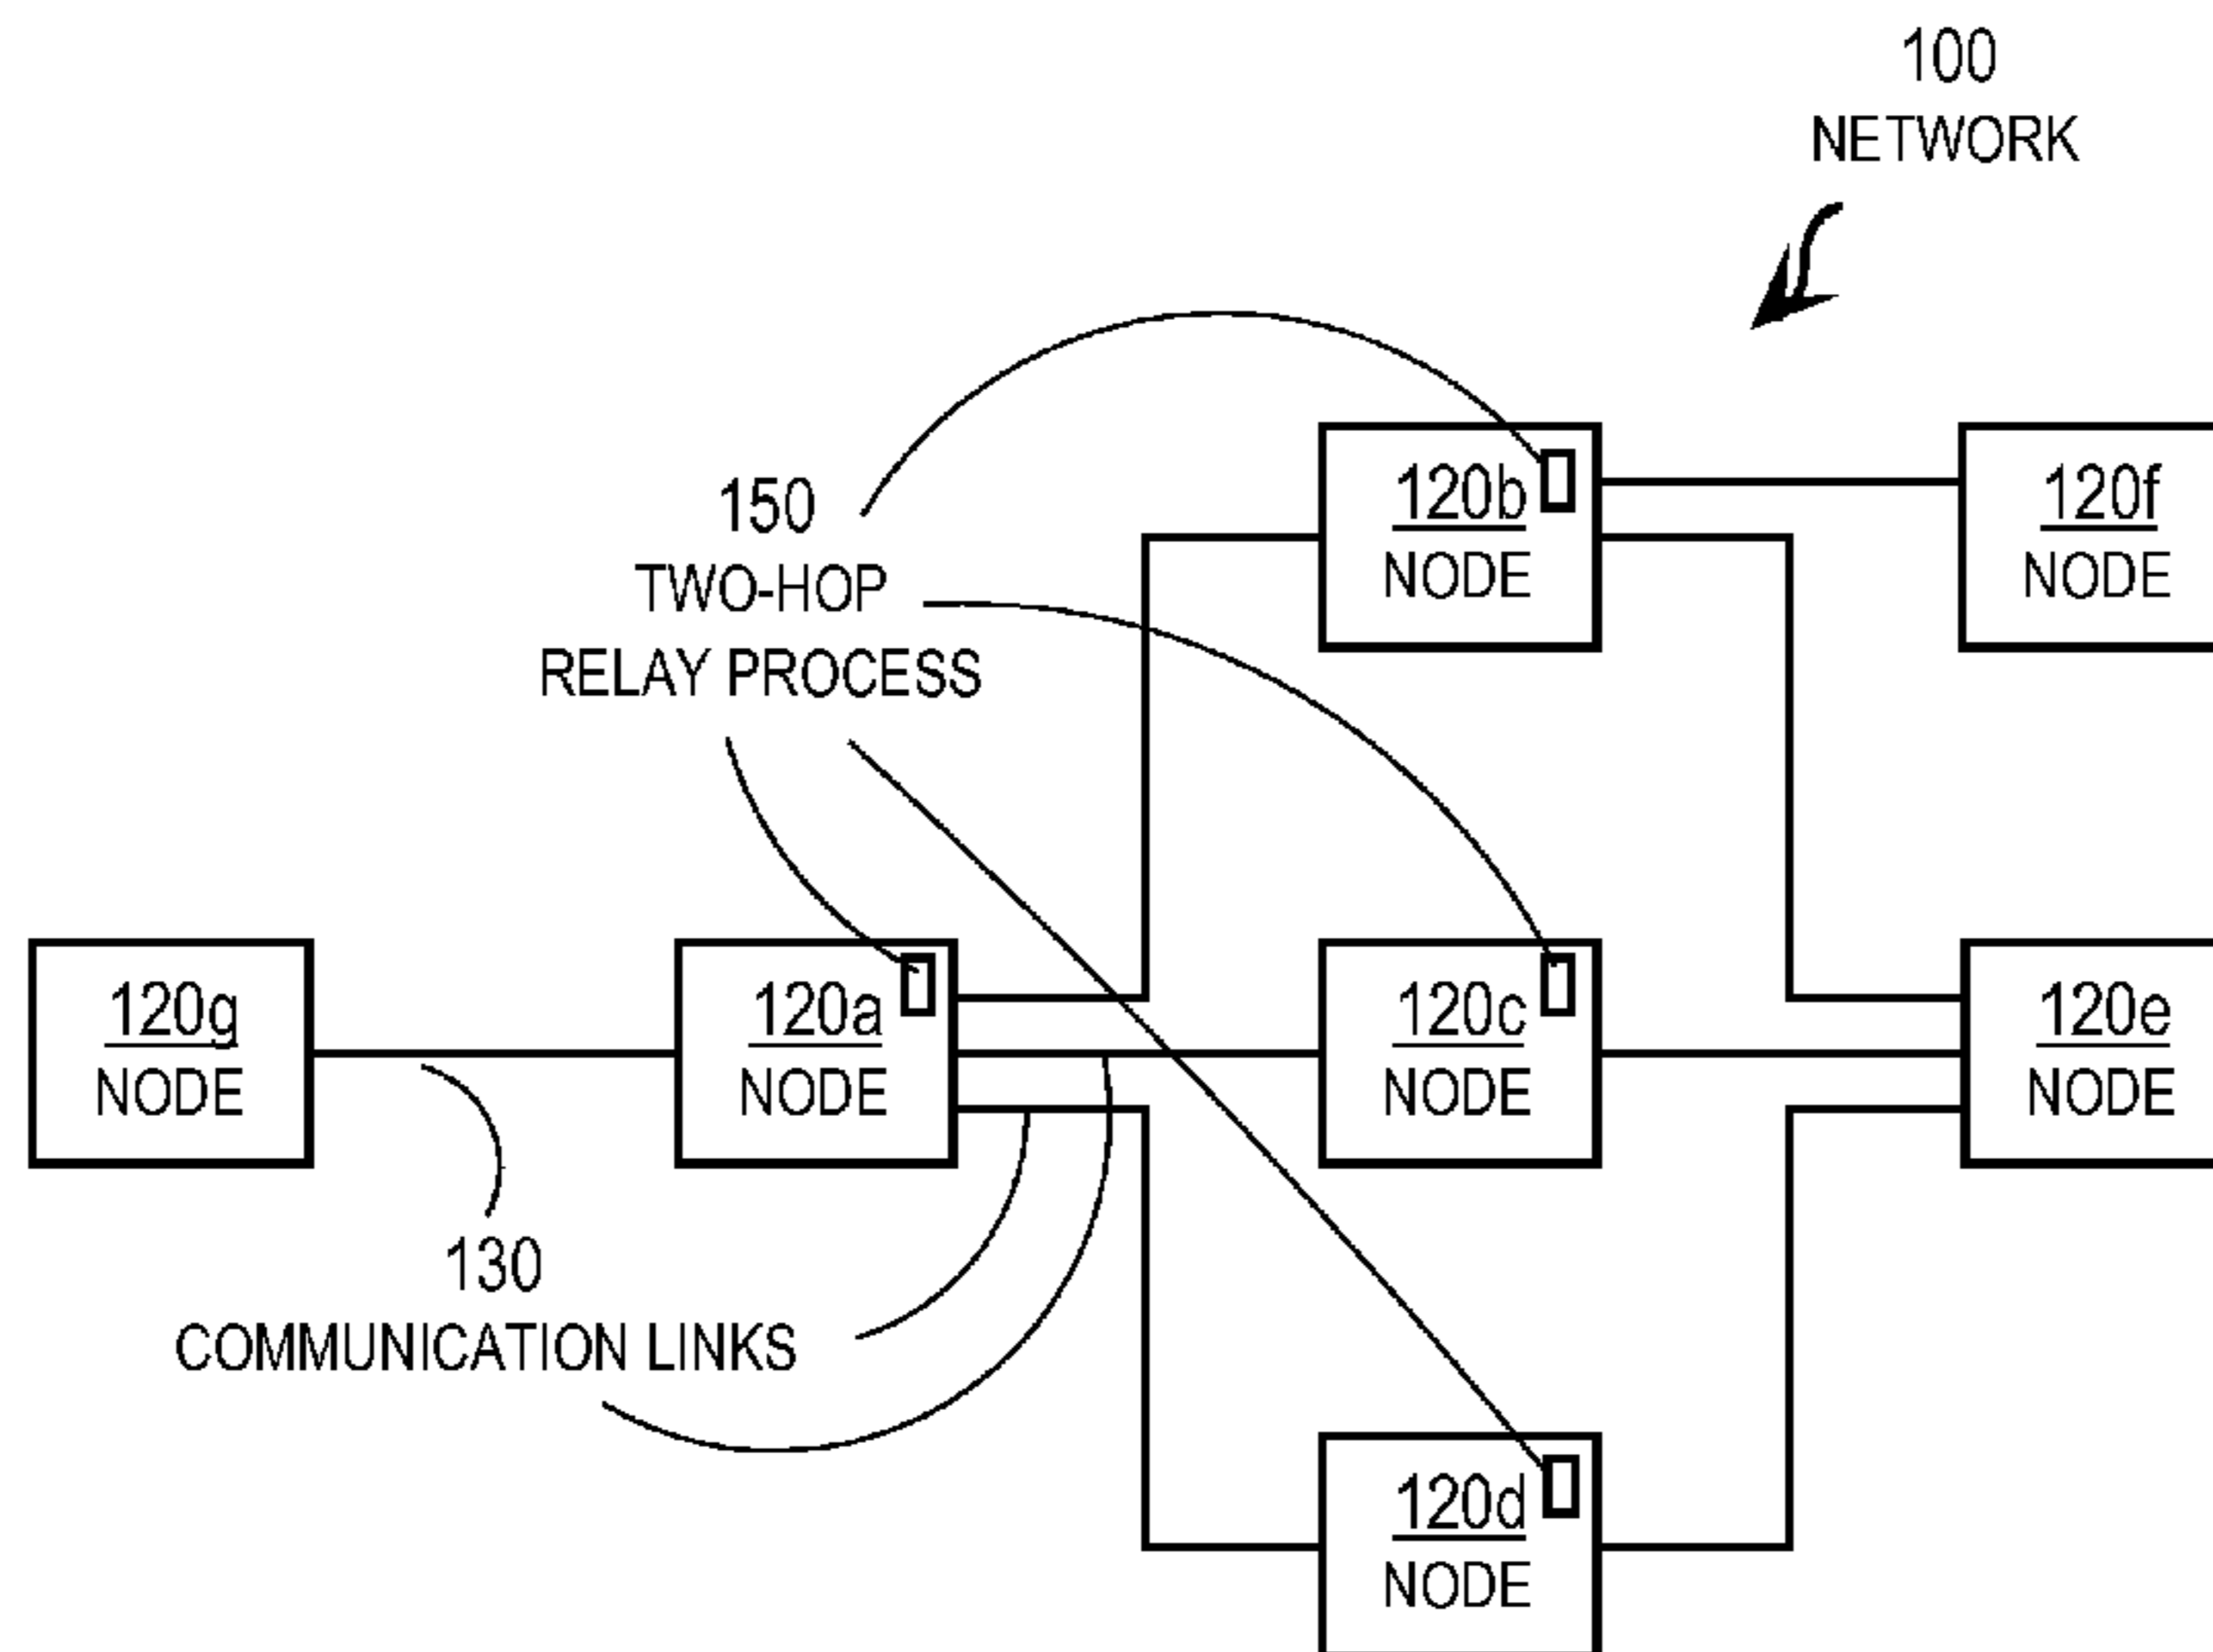 100
NETWORK
150
TWO-HOP
RELAY PROCESS
120b
NODE
120f
NODE
120g
NODE
120a
NODE
120c
NODE
120e
NODE
130
COMMUNICATION LINKS
120d
NODE